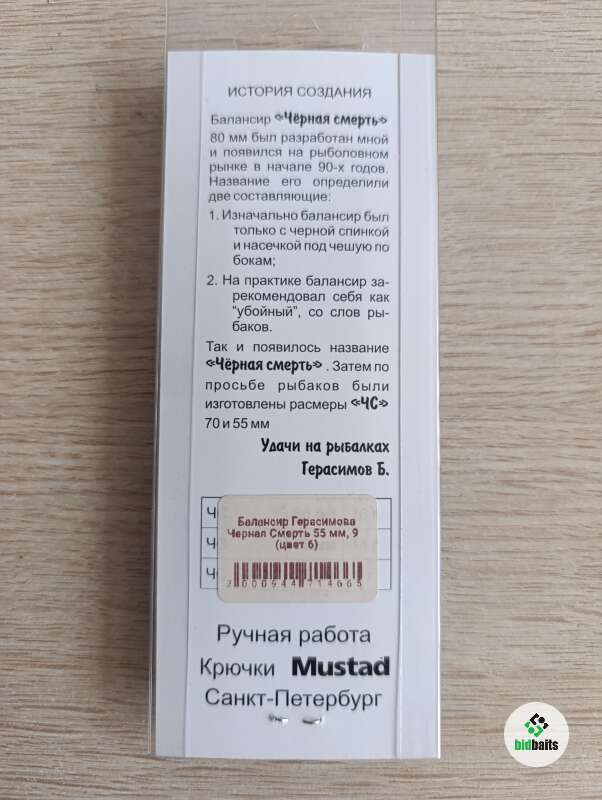 ИСТОРИЯ СОЗДАНИЯ
Балансир «Чёрная смерть»
80 мм был разработан мной
и появился на рыболовном
рынке в начале 90-х годов.
Название его определили
две составляющие:
1. Изначально балансир был
только с черной спинкой
и насечкой под чешую по
бокам;
2. На практике балансир за-
рекомендовал себя как
"убойный", со слов ры-
баков.
Так и появилось название
«Чёрная смерть» . Затем по
просьбе рыбаков были
изготовлены расмеры «ЧС»
70 и 55 мм
Удачи на рыбалках
Герасимов Б.
Балансир Герасимова
Черная Смерть 55 мм, 9
(цвет 6)
2000944714665
Ручная работа
Крючки Mustad
Санкт-Петербург
bidbaits